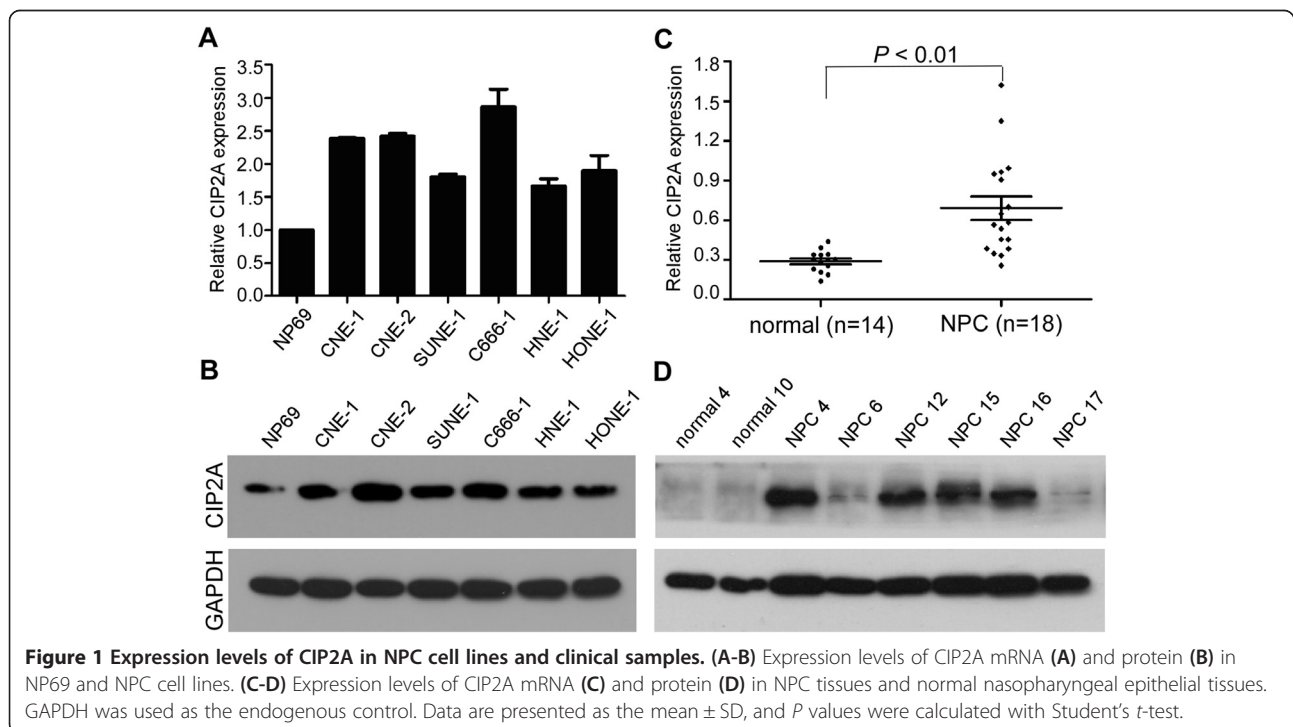 A
Relative CIP2A expression
3.5
3.0
2.5
2.0
1.5
1.0
0.5
0.0
NP69
CNE-1
CNE-2
SUNE-1
C666-1
HNE-1
HONE-1
C
P < 0.01
Relative CIP2A expression
1.8
1.5
1.2
0.9
0.6
0.3
0.0
normal (n=14)
NPC (n=18)
B
NP69
CNE-1
CNE-2
SUNE-1
C666-1
HNE-1
HONE-1
CIP2A
GAPDH
D
normal 4
normal 10
NPC 4
NPC 6
NPC 12
NPC 15
NPC 16
NPC 17
Figure 1 Expression levels of CIP2A in NPC cell lines and clinical samples. (A-B) Expression levels of CIP2A mRNA (A) and protein (B) in
NP69 and NPC cell lines. (C-D) Expression levels of CIP2A mRNA (C) and protein (D) in NPC tissues and normal nasopharyngeal epithelial tissues.
GAPDH was used as the endogenous control. Data are presented as the mean ± SD, and P values were calculated with Student's t-test.